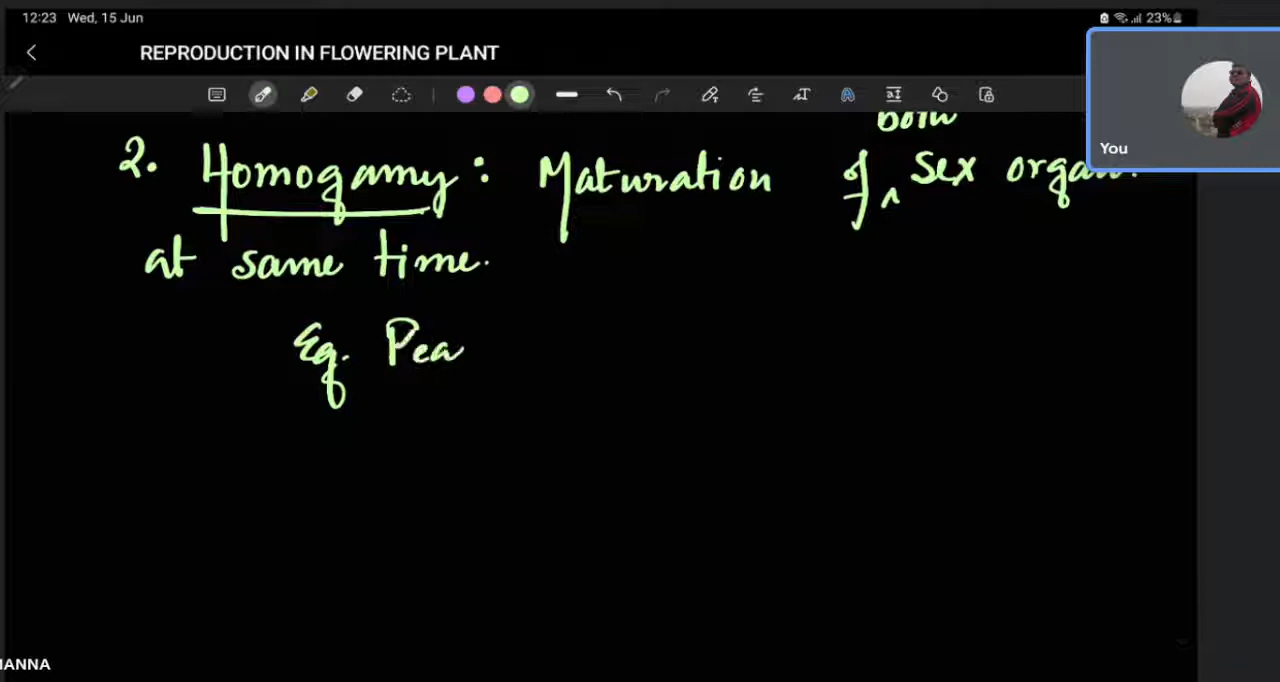 12:23 Wed, 15 Jun
23%
REPRODUCTION IN FLOWERING PLANT
You
both
2. Homogamy : Maturation of ^ Sex organ
at same time.
Eg. Pea
MANNA